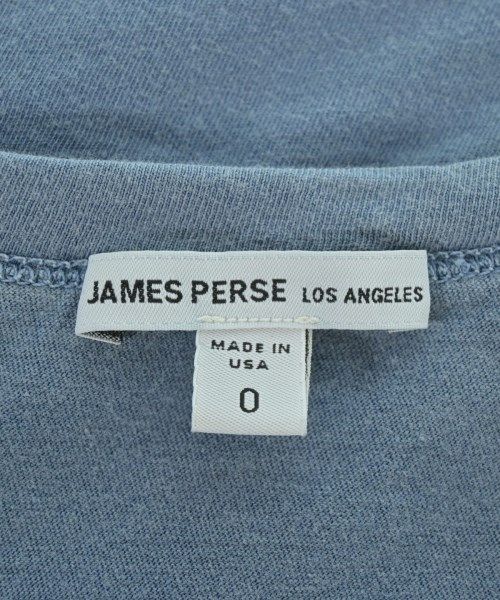 JAMES PERSE LOS ANGELES
MADE IN
USA
0